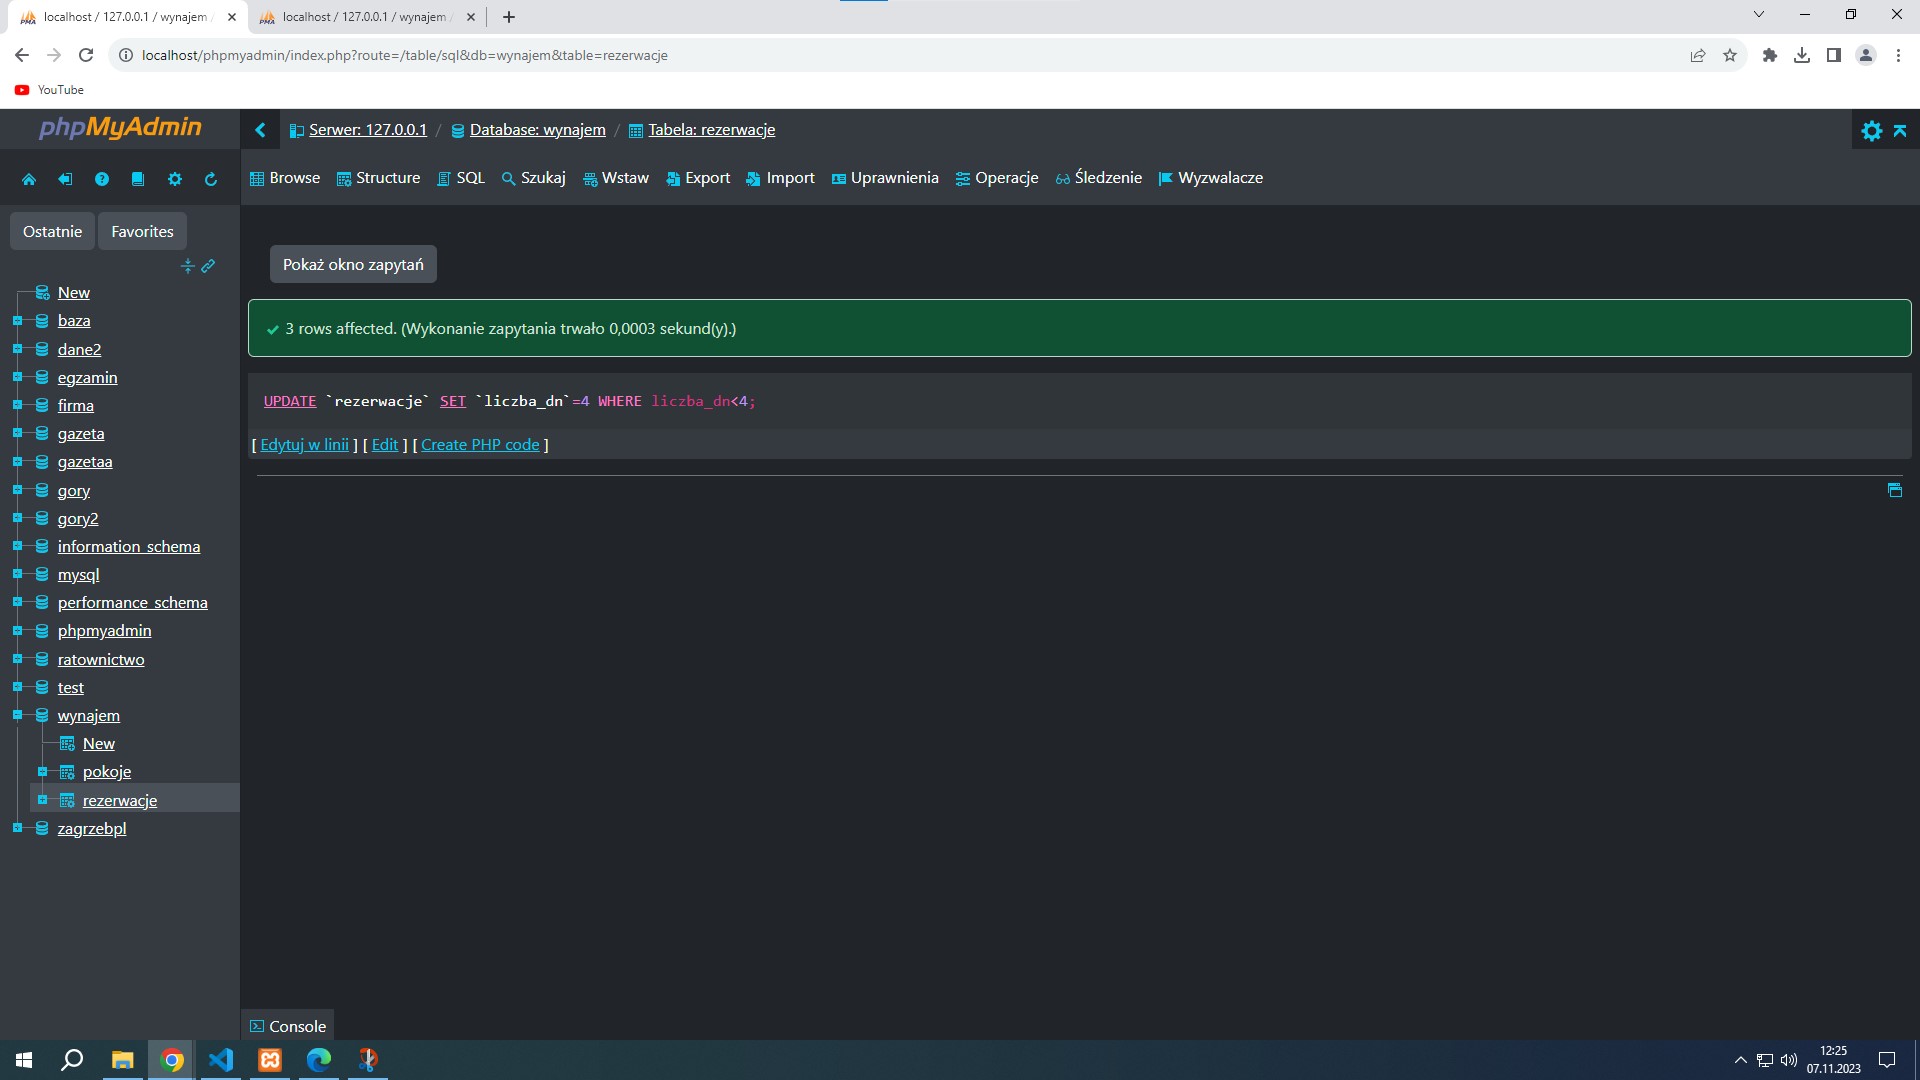 localhost / 127.0.0.1 / wynajem /
localhost / 127.0.0.1 / wynajem /
localhost/phpmyadmin/index.php?route=/table/sql&db=wynajem&table=rezerwacje
YouTube
phpMyAdmin
Serwer: 127.0.0.1 / Database: wynajem / Tabela: rezerwacje
Browse Structure SQL Szukaj Wstaw Export Import Uprawnienia Operacje Śledzenie Wyzwalacze
Ostatnie Favorites
Pokaż okno zapytań
New
baza
dane2
egzamin
firma
gazeta
gazetaa
gory
gory2
information_schema
mysql
performance_schema
phpmyadmin
ratownictwo
test
wynajem
New
pokoje
rezerwacje
zagrzebpl
3 rows affected. (Wykonanie zapytania trwało 0,0003 sekund(y).)
UPDATE `rezerwacje` SET `liczba_dn`=4 WHERE liczba_dn<4;
[ Edytuj w linii ] [ Edit ] [ Create PHP code ]
Console
12:25
07.11.2023